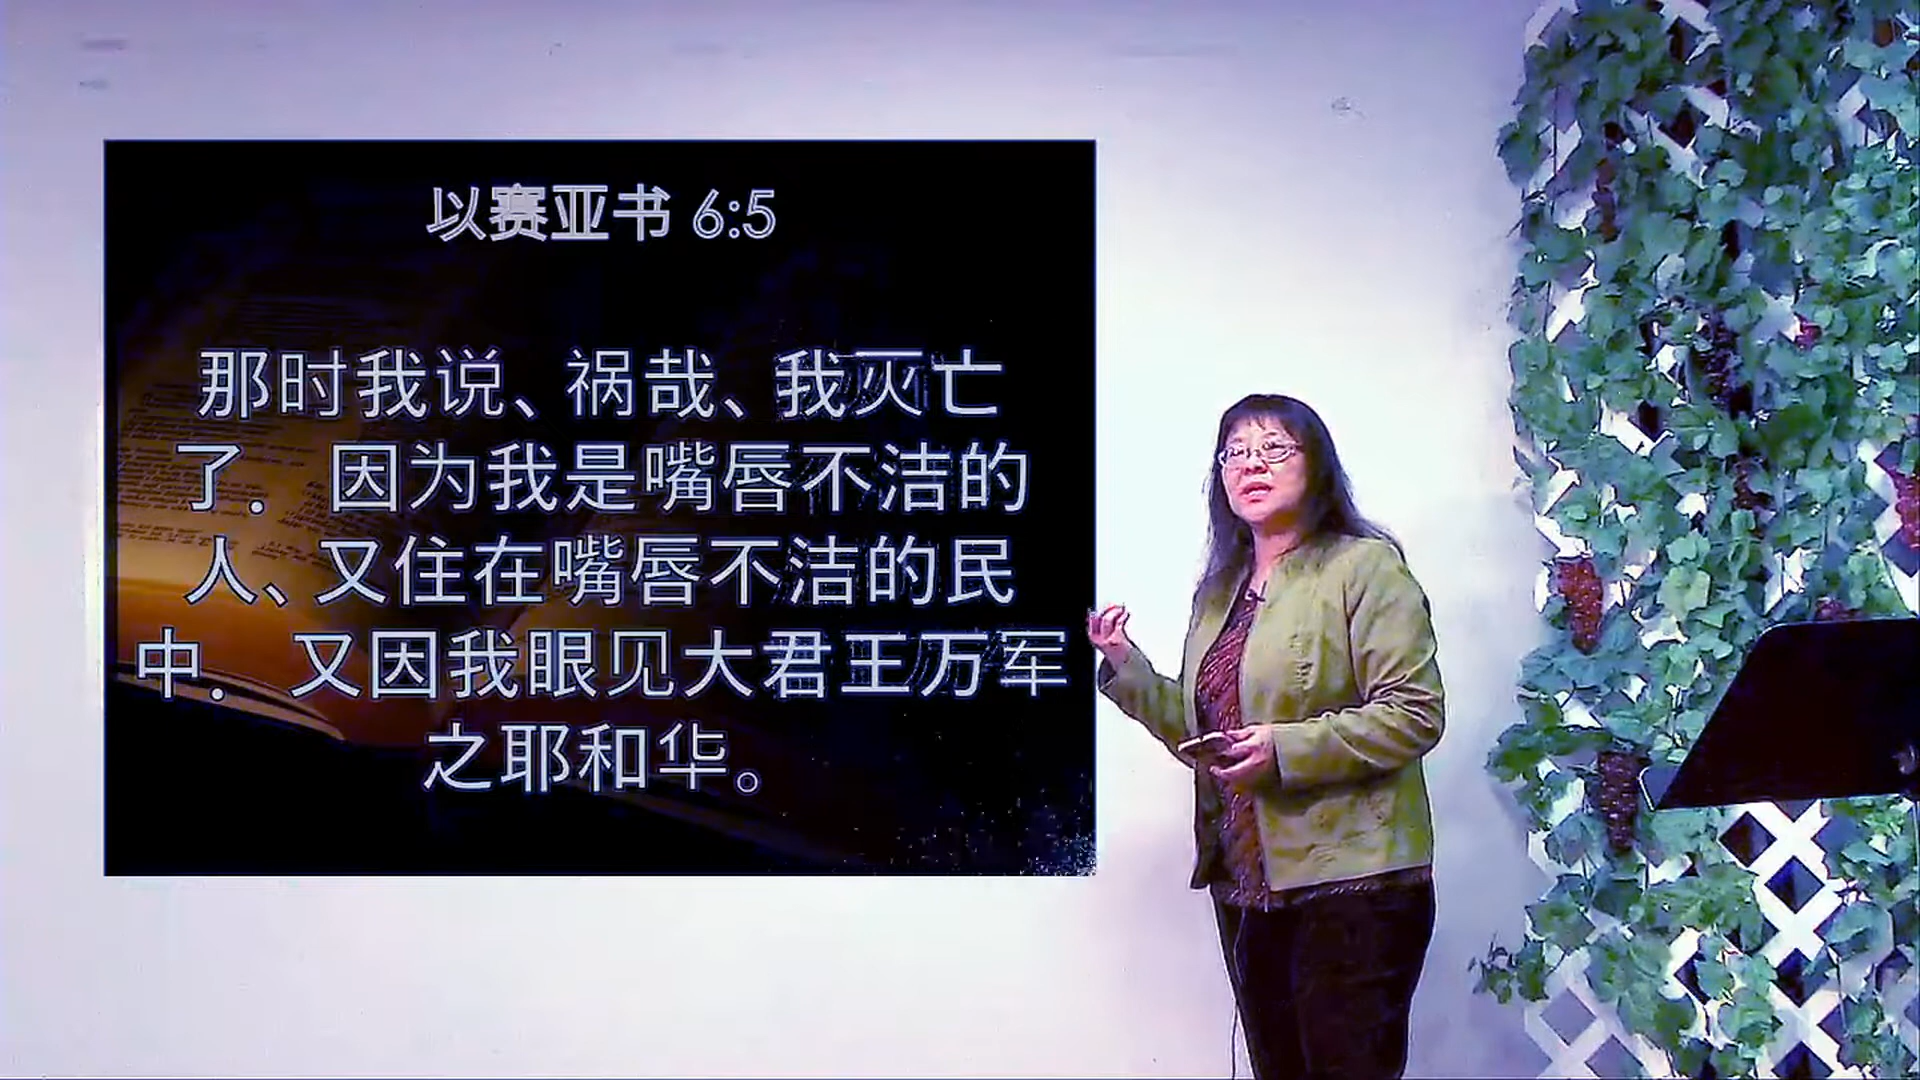 以赛亚书 6:5
那时我说、祸哉、我灭亡
了．因为我是嘴唇不洁的
人、又住在嘴唇不洁的民
中．又因我眼见大君王万军
之耶和华。